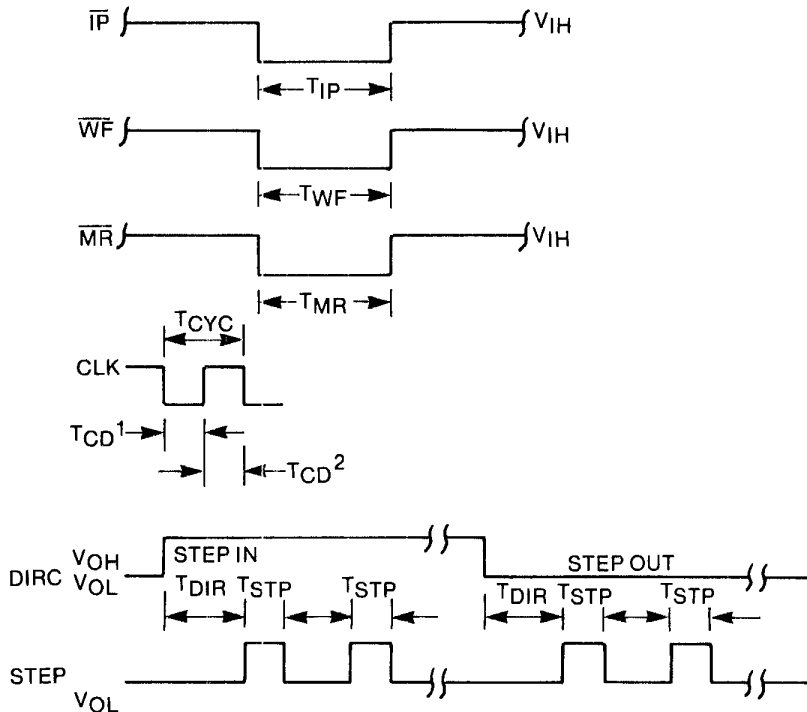 IP VIH
TIP
WF VIH
TWF
MR VIH
TMR
TCYC
CLK
TCD1
TCD2
VOH STEP IN
DIRC VOL STEP OUT
TDIR TSTP TSTP TDIR TSTP TSTP
STEP
VOL